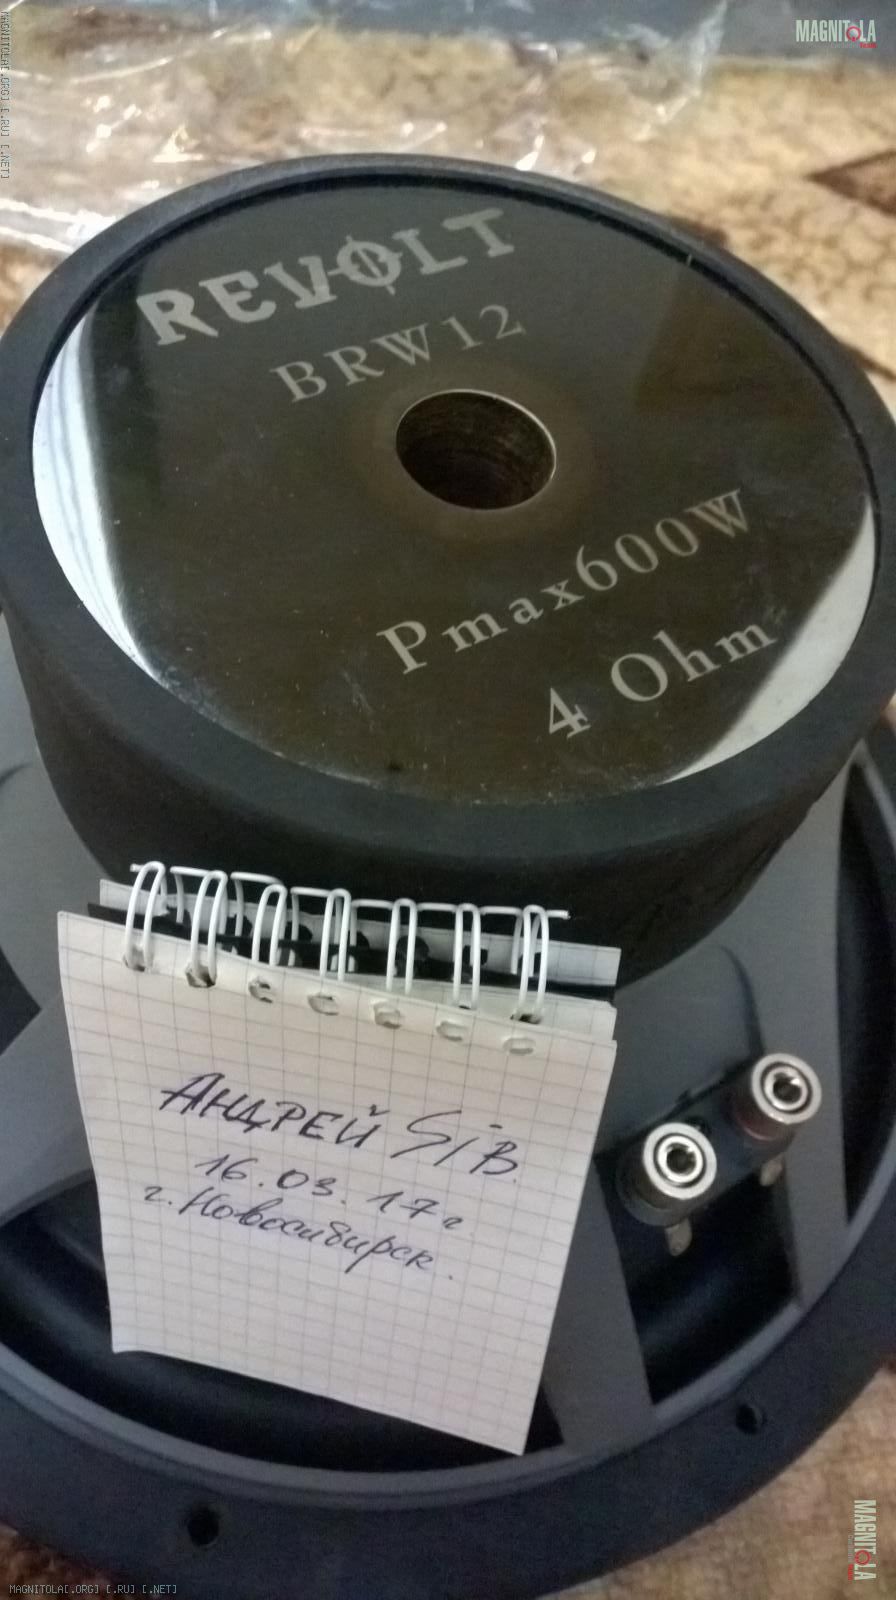 MAGNITOLA
MAGNITOLA[.ORG] [.RU] [.NET]
REVOLT
BRW12
Pmax600W
4 Ohm
АНДРЕЙ SiB.
16.03.17г.
г. Новосибирск.
MAGNITOLA
MAGNITOLA[.ORG] [.RU] [.NET]